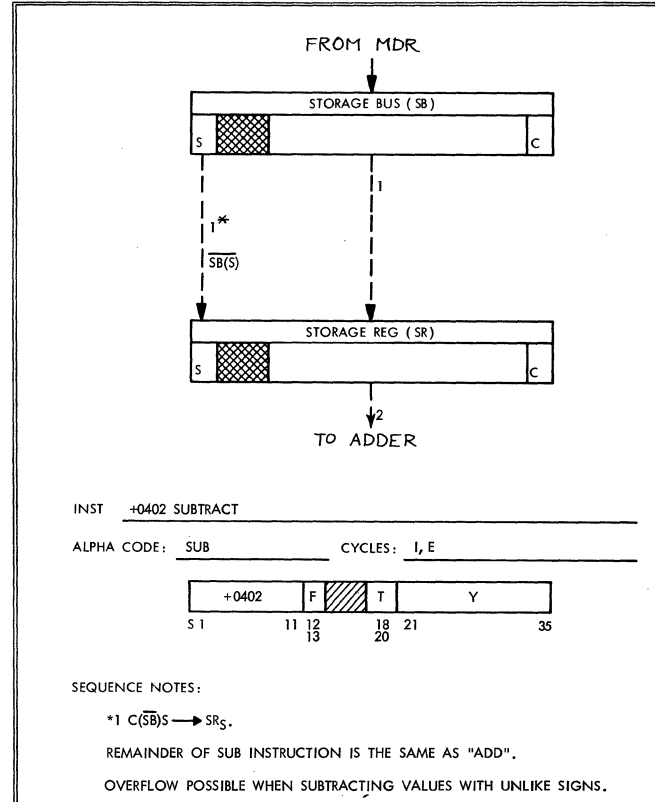 FROM MDR
STORAGE BUS (SB)
S C
1
1*
S̅B̅(̅S̅)̅
STORAGE REG (SR)
S C
2
TO ADDER
INST +0402 SUBTRACT
ALPHA CODE: SUB CYCLES: I, E
+0402 F T Y
S 1 11 12 18 21 35
13 20
SEQUENCE NOTES:
*1 C(S̅B̅)S → SRS.
REMAINDER OF SUB INSTRUCTION IS THE SAME AS "ADD".
OVERFLOW POSSIBLE WHEN SUBTRACTING VALUES WITH UNLIKE SIGNS.